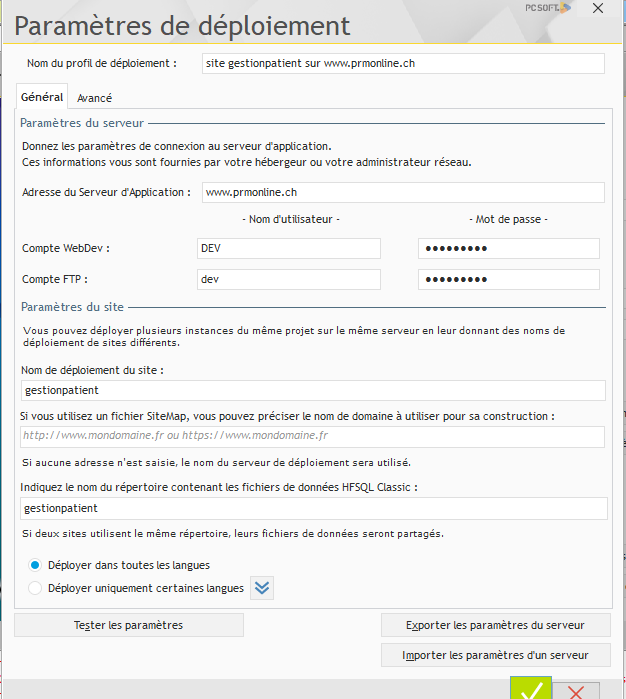 PC SOFT
Paramètres de déploiement
Nom du profil de déploiement :
site gestionpatient sur www.prmonline.ch
Général
Avancé
Paramètres du serveur
Donnez les paramètres de connexion au serveur d'application.
Ces informations vous sont fournies par votre hébergeur ou votre administrateur réseau.
Adresse du Serveur d'Application :
www.prmonline.ch
- Nom d'utilisateur -
- Mot de passe -
Compte WebDev :
DEV
●●●●●●●●●
Compte FTP :
dev
●●●●●●●●●
Paramètres du site
Vous pouvez déployer plusieurs instances du même projet sur le même serveur en leur donnant des noms de
déploiement de sites différents.
Nom de déploiement du site :
gestionpatient
Si vous utilisez un fichier SiteMap, vous pouvez préciser le nom de domaine à utiliser pour sa construction :
http://www.mondomaine.fr ou https://www.mondomaine.fr
Si aucune adresse n'est saisie, le nom du serveur de déploiement sera utilisé.
Indiquez le nom du répertoire contenant les fichiers de données HFSQL Classic :
gestionpatient
Si deux sites utilisent le même répertoire, leurs fichiers de données seront partagés.
Déployer dans toutes les langues
Déployer uniquement certaines langues
Tester les paramètres
Exporter les paramètres du serveur
Importer les paramètres d'un serveur